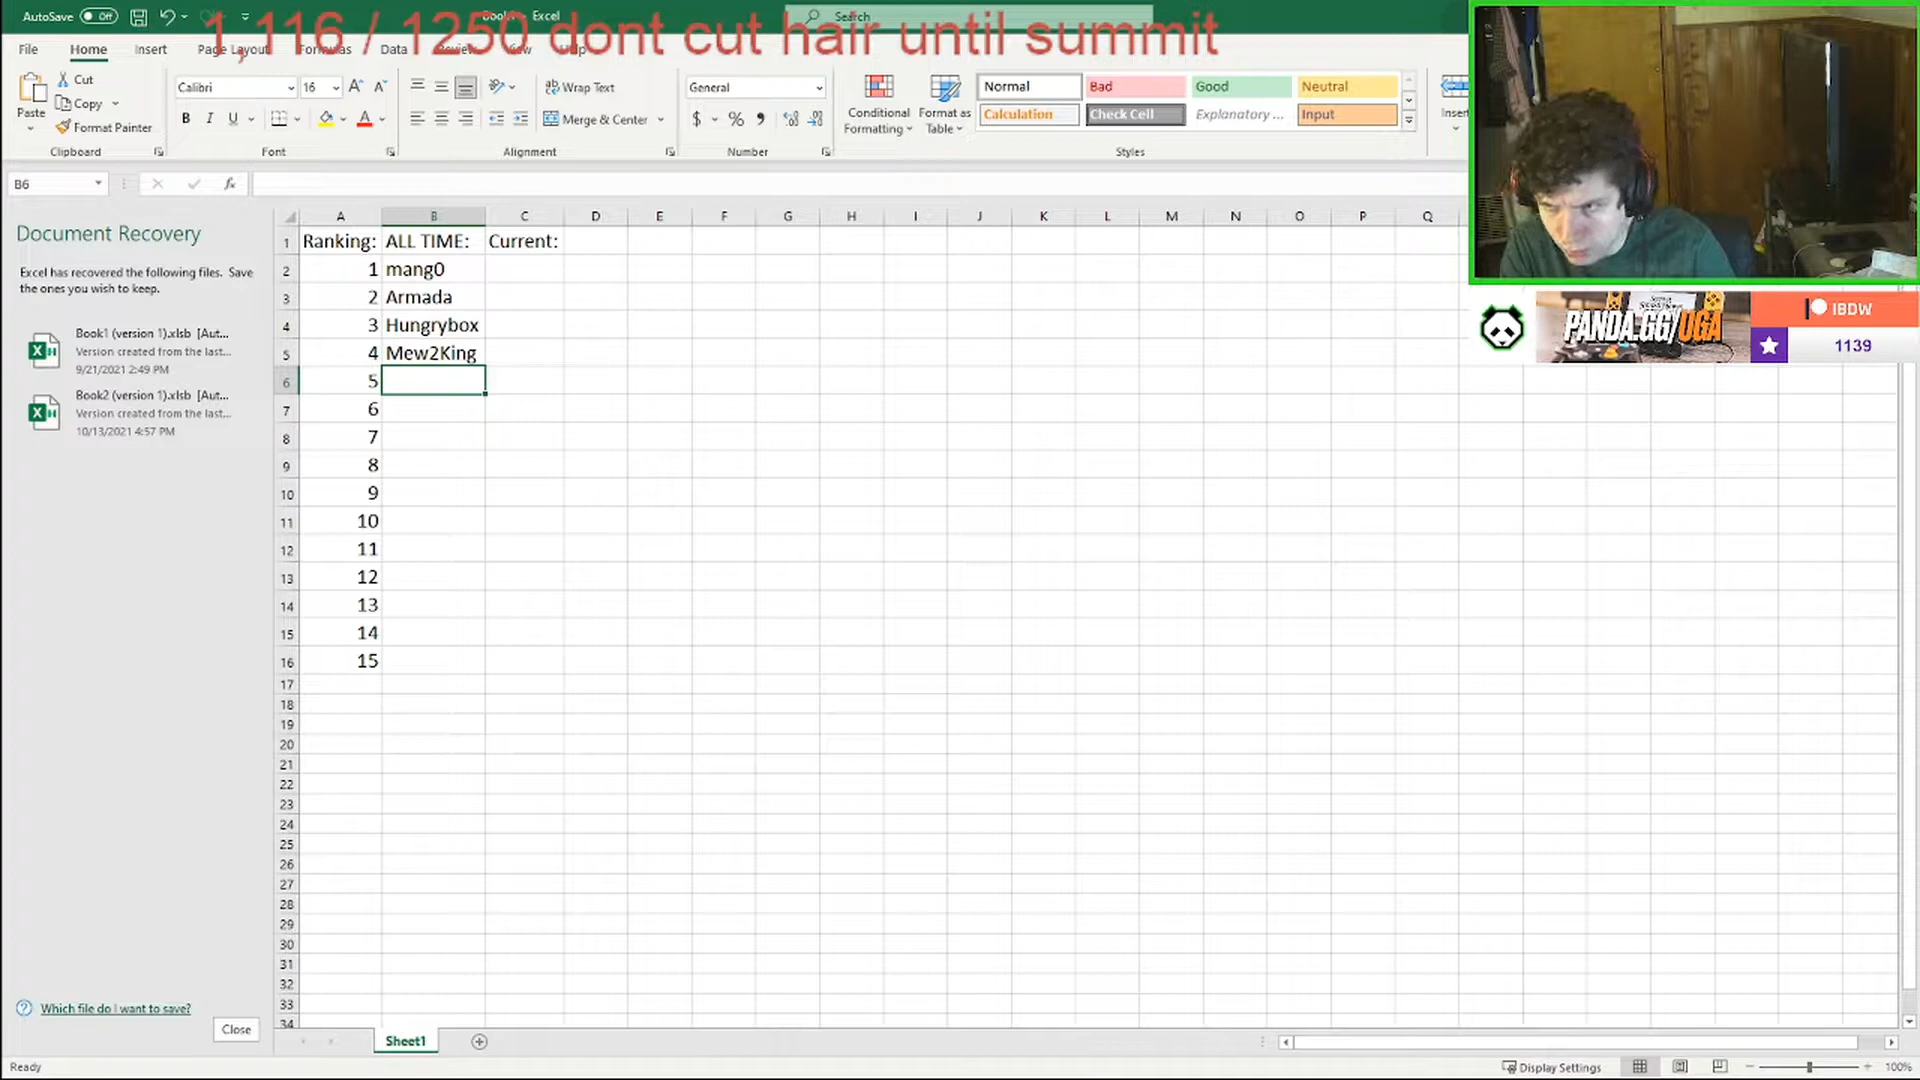 1,116 / 1250 dont cut hair until summit
AutoSave Off Excel Search
File Home Insert Page Layout Formulas Data
Paste Cut Copy Format Painter Clipboard
Calibri 16 B I U Font
Wrap Text Merge & Center Alignment
General $ % 9 Number
Conditional Formatting Format as Table
Normal Bad Good Neutral
Calculation Check Cell Explanatory ... Input
Styles
Insert
B6 fx
Document Recovery
Excel has recovered the following files. Save
the ones you wish to keep.
Book1 (version 1).xlsb [Aut...
Version created from the last...
9/21/2021 2:49 PM
Book2 (version 1).xlsb [Aut...
Version created from the last...
10/13/2021 4:57 PM
Which file do I want to save?
Close
A B C D E F G H I J K L M N O P Q
1 Ranking: ALL TIME: Current:
2 1 mang0
3 2 Armada
4 3 Hungrybox
5 4 Mew2King
6 5
7 6
8 7
9 8
10 9
11 10
12 11
13 12
14 13
15 14
16 15
17
18
19
20
21
22
23
24
25
26
27
28
29
30
31
32
33
34
PANDA.GG/UGA
IBDW
1139
Sheet1
Ready Display Settings 100%